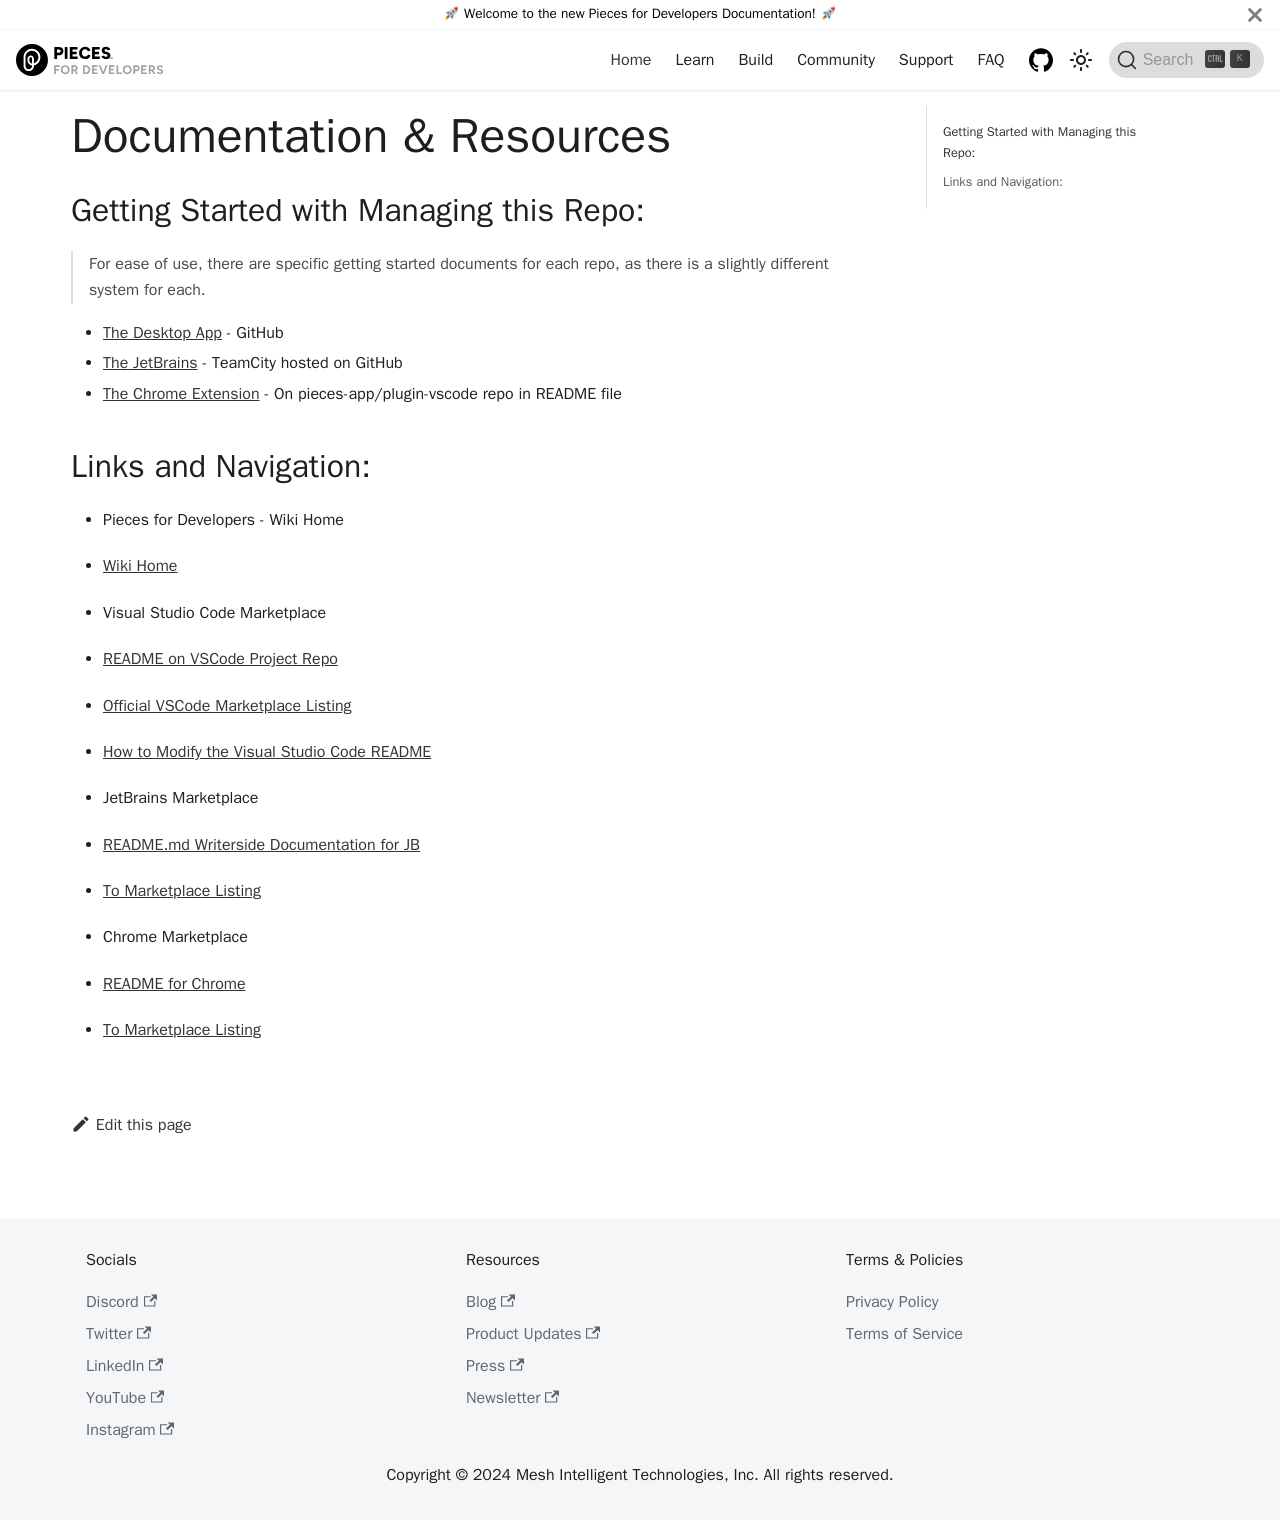 🚀 Welcome to the new Pieces for Developers Documentation! 🚀
PIECES
FOR DEVELOPERS
Home Learn Build Community Support FAQ Search CTRL K
Documentation & Resources
Getting Started with Managing this Repo:
For ease of use, there are specific getting started documents for each repo, as there is a slightly different
system for each.
The Desktop App - GitHub
The JetBrains - TeamCity hosted on GitHub
The Chrome Extension - On pieces-app/plugin-vscode repo in README file
Links and Navigation:
Pieces for Developers - Wiki Home
Wiki Home
Visual Studio Code Marketplace
README on VSCode Project Repo
Official VSCode Marketplace Listing
How to Modify the Visual Studio Code README
JetBrains Marketplace
README.md Writerside Documentation for JB
To Marketplace Listing
Chrome Marketplace
README for Chrome
To Marketplace Listing
Edit this page
Getting Started with Managing this
Repo:
Links and Navigation:
Socials
Discord
Twitter
LinkedIn
YouTube
Instagram
Resources
Blog
Product Updates
Press
Newsletter
Terms & Policies
Privacy Policy
Terms of Service
Copyright © 2024 Mesh Intelligent Technologies, Inc. All rights reserved.